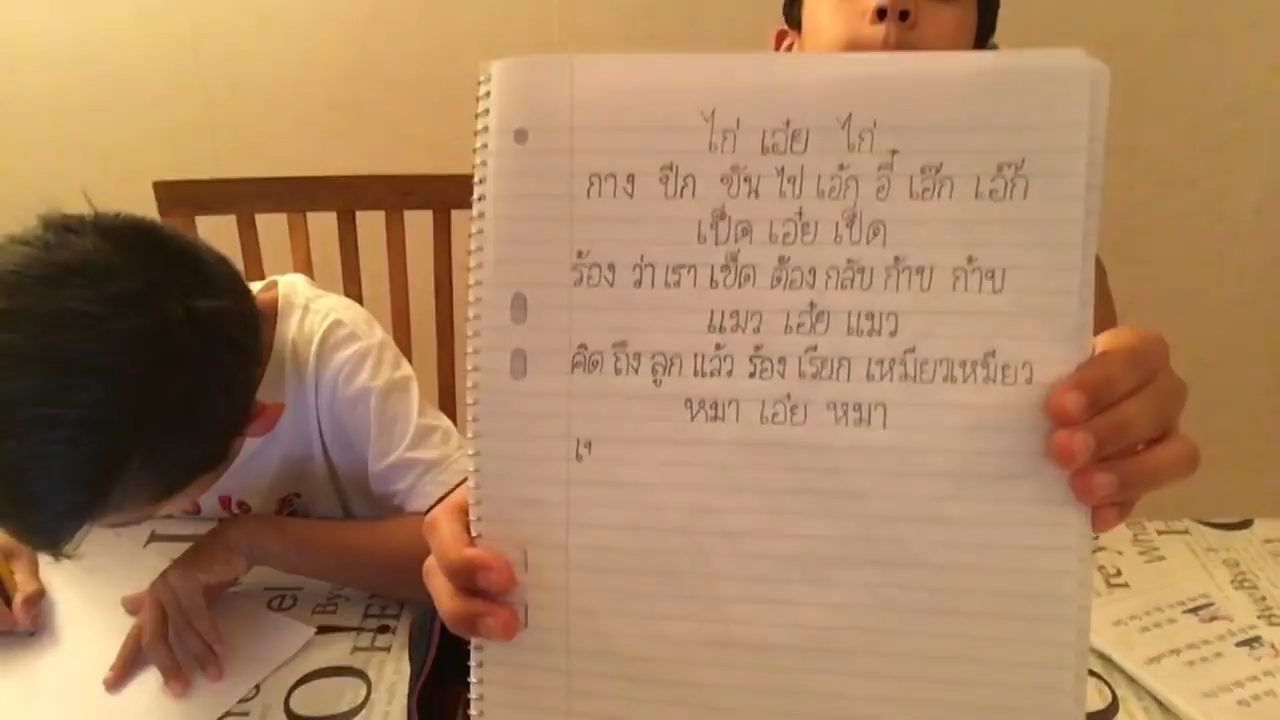 ไก่ เอ๋ย ไก่
กาง ปีก ขัน ไป เอ้ก อี๋ เอ๊ก เอ๊ก
เป็ด เอ๋ย เป็ด
ร้อง ว่า เรา เป็ด ต้อง กลับ ก้าบ ก้าบ
แมว เอ๋ย แมว
คิด ถึง ลูก แล้ว ร้อง เรียก เหมียวเหมียว
หมา เอ๋ย หมา
el
By
O